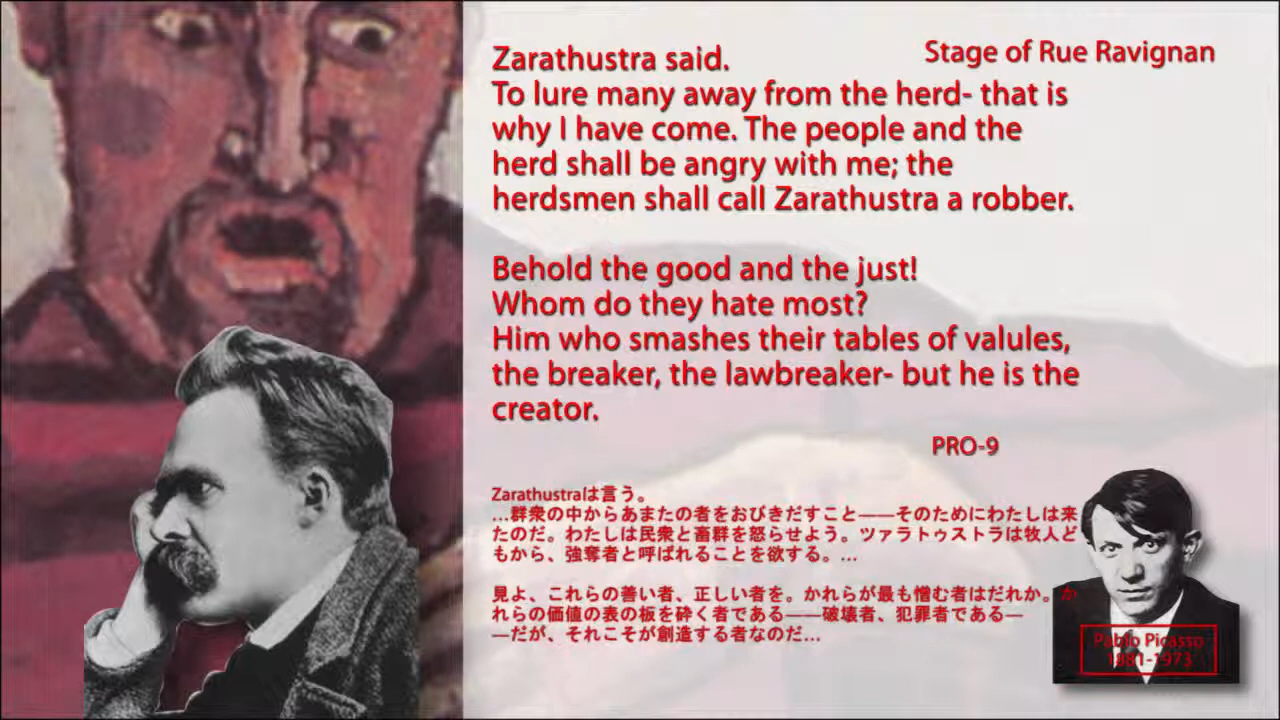 Stage of Rue Ravignan
Zarathustra said.
To lure many away from the herd- that is
why I have come. The people and the
herd shall be angry with me; the
herdsmen shall call Zarathustra a robber.
Behold the good and the just!
Whom do they hate most?
Him who smashes their tables of valules,
the breaker, the lawbreaker- but he is the
creator.
PRO-9
Zarathustraは言う。
…群衆の中からあまたの者をおびきだすこと――そのためにわたしは来
たのだ。わたしは民衆と畜群を怒らせよう。ツァラトゥストラは牧人ど
もから、強奪者と呼ばれることを欲する。…
見よ、これらの善い者、正しい者を。かれらが最も憎む者はだれか。か
れらの価値の表の板を砕く者である――破壊者、犯罪者である―
―だが、それこそが創造する者なのだ…
Pablo Picasso
1881-1973